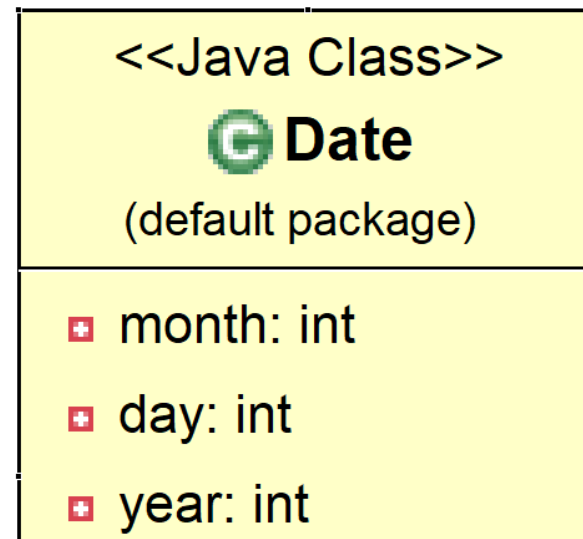 <<Java Class>>
C Date
(default package)
month: int
day: int
year: int